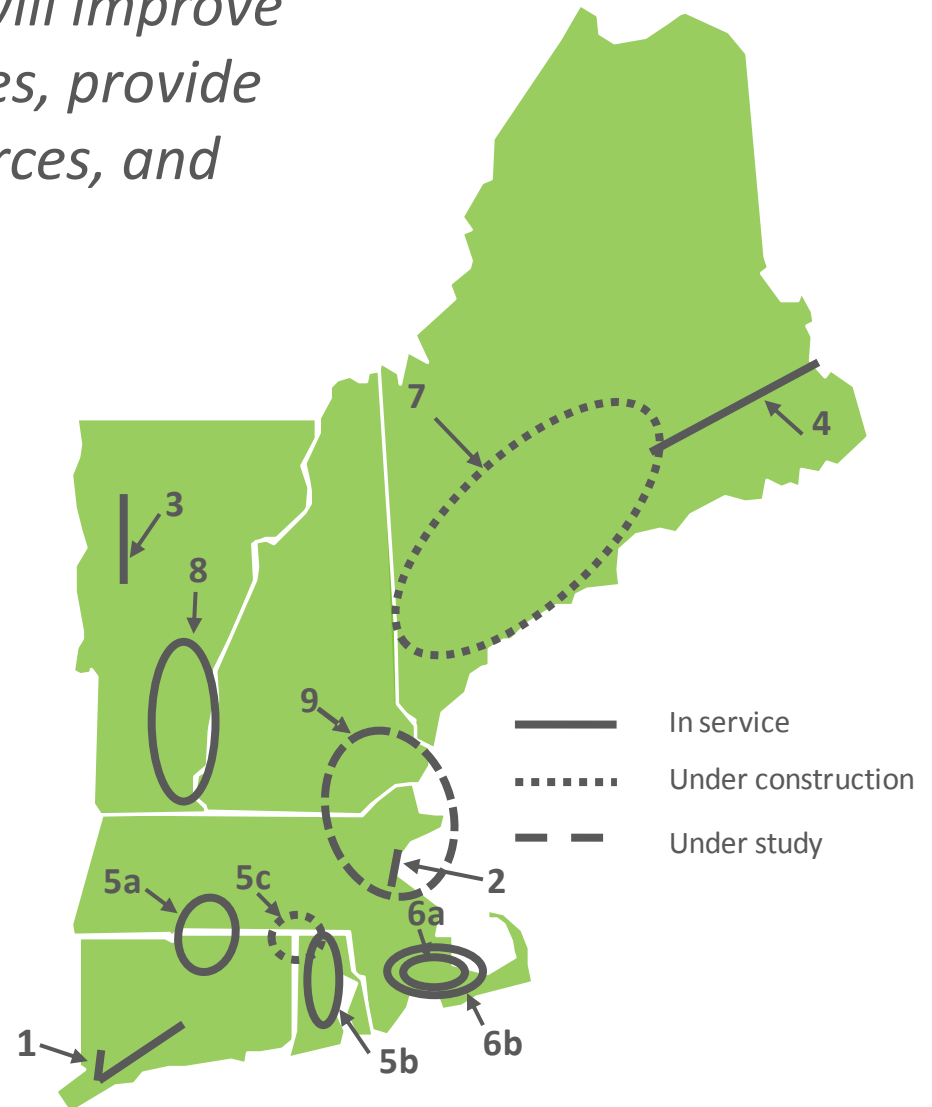 will improve
es, provide
rces, and
7
4
3
8
9
In service
Under construction
Under study
5a
5c
2
6a
1
5b
6b